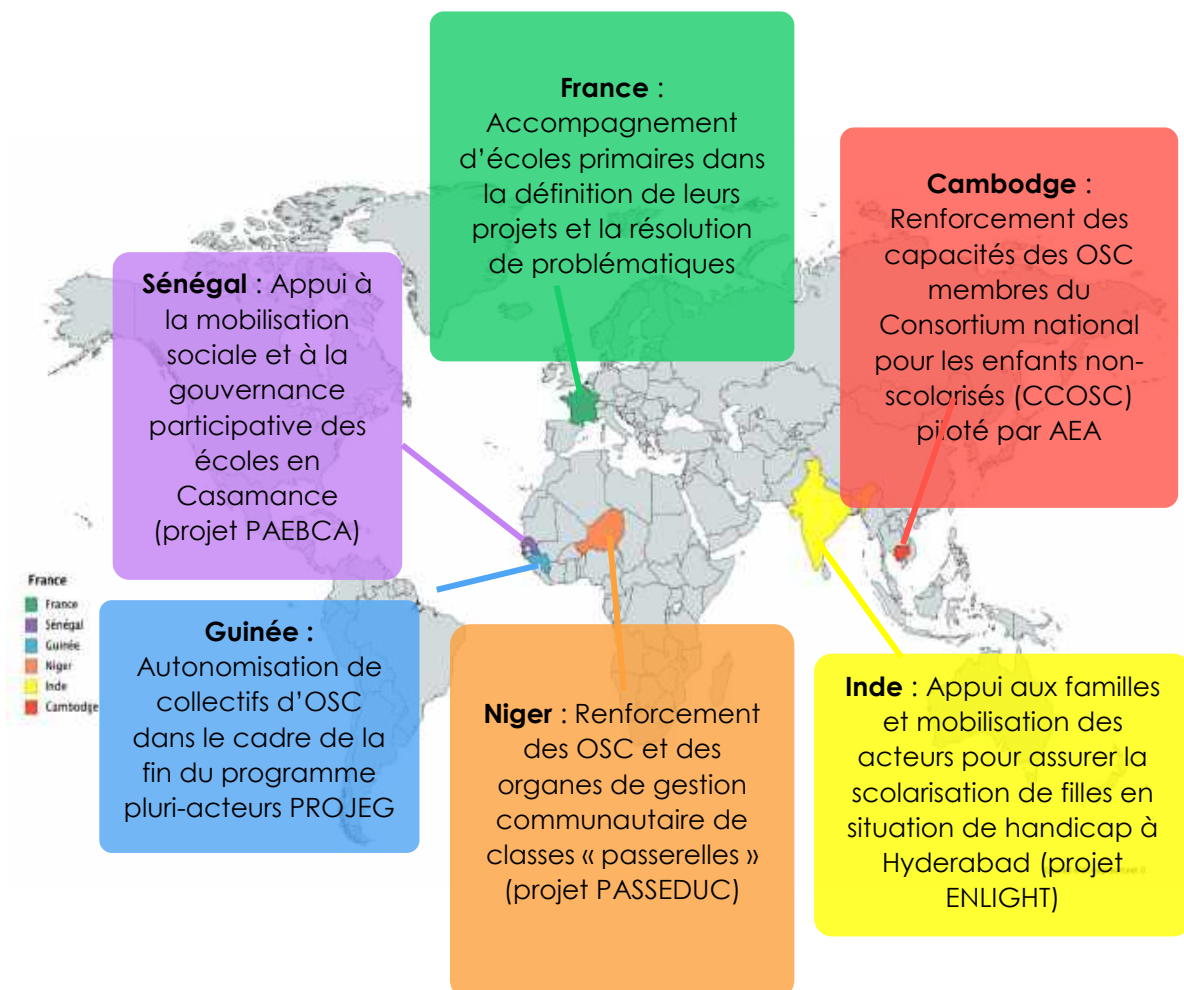 France :
Accompagnement
d’écoles primaires dans
la définition de leurs
projets et la résolution
de problématiques
Cambodge :
Renforcement des
capacités des OSC
membres du
Consortium national
pour les enfants non-
scolarisés (CCOSC)
piloté par AEA
Sénégal : Appui à
la mobilisation
sociale et à la
gouvernance
participative des
écoles en
Casamance
(projet PAEBCA)
France
France
Sénégal
Guinée
Niger
Inde
Cambodge
Guinée :
Autonomisation de
collectifs d’OSC
dans le cadre de la
fin du programme
pluri-acteurs PROJEG
Niger : Renforcement
des OSC et des
organes de gestion
communautaire de
classes « passerelles »
(projet PASSEDUC)
Inde : Appui aux familles
et mobilisation des
acteurs pour assurer la
scolarisation de filles en
situation de handicap à
Hyderabad (projet
ENLIGHT)